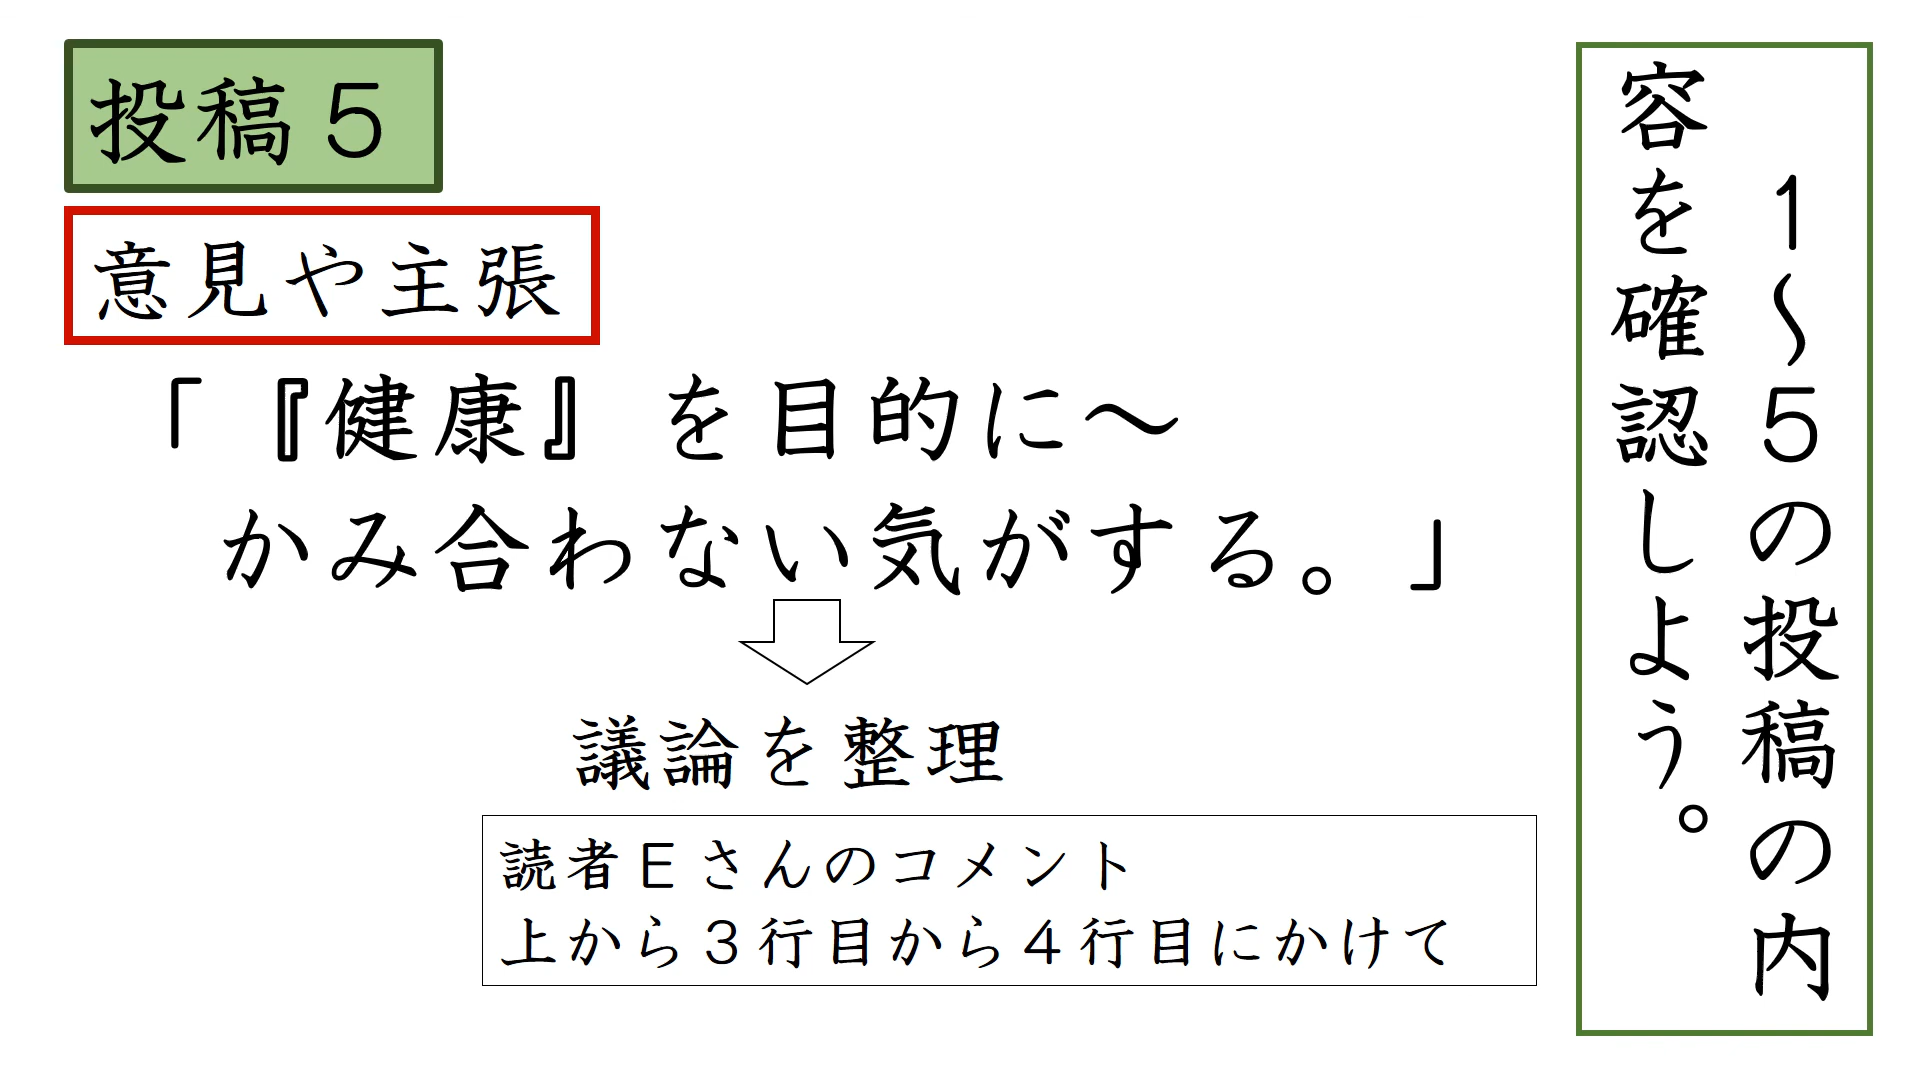 投稿５
意見や主張
「『健康』を目的に～
かみ合わない気がする。」
議論を整理
読者Ｅさんのコメント
上から３行目から４行目にかけて
１～５の投稿の内
容を確認しよう。